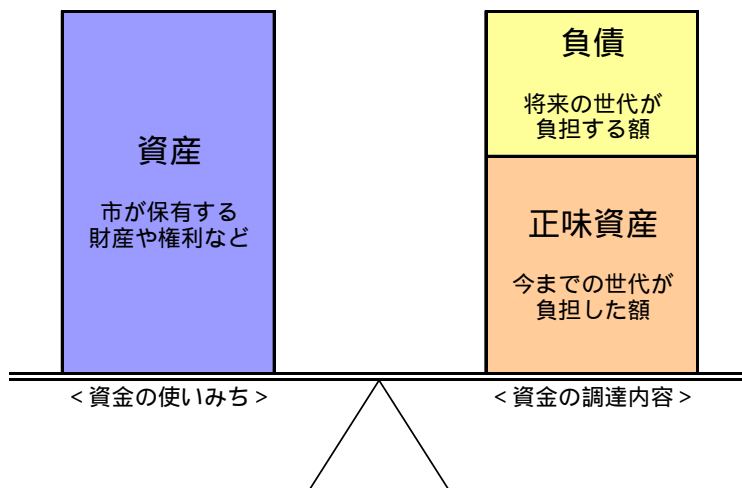 資産
市が保有する
財産や権利など
<資金の使いみち>
負債
将来の世代が
負担する額
正味資産
今までの世代が
負担した額
<資金の調達内容>